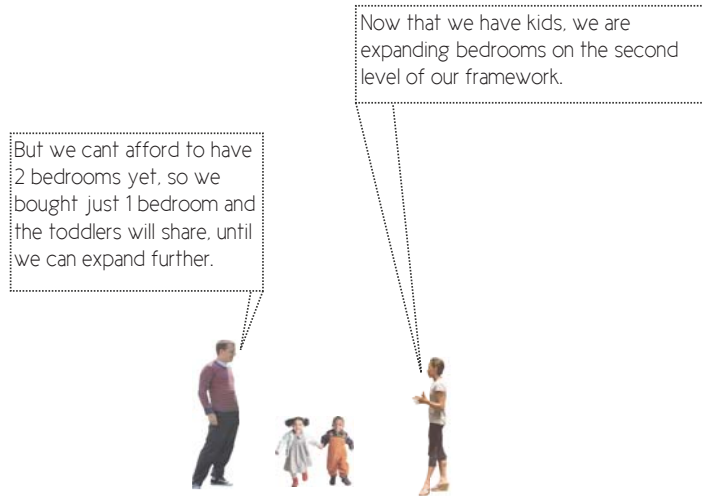 Now that we have kids, we are
expanding bedrooms on the second
level of our framework.
But we cant afford to have
2 bedrooms yet, so we
bought just 1 bedroom and
the toddlers will share, until
we can expand further.